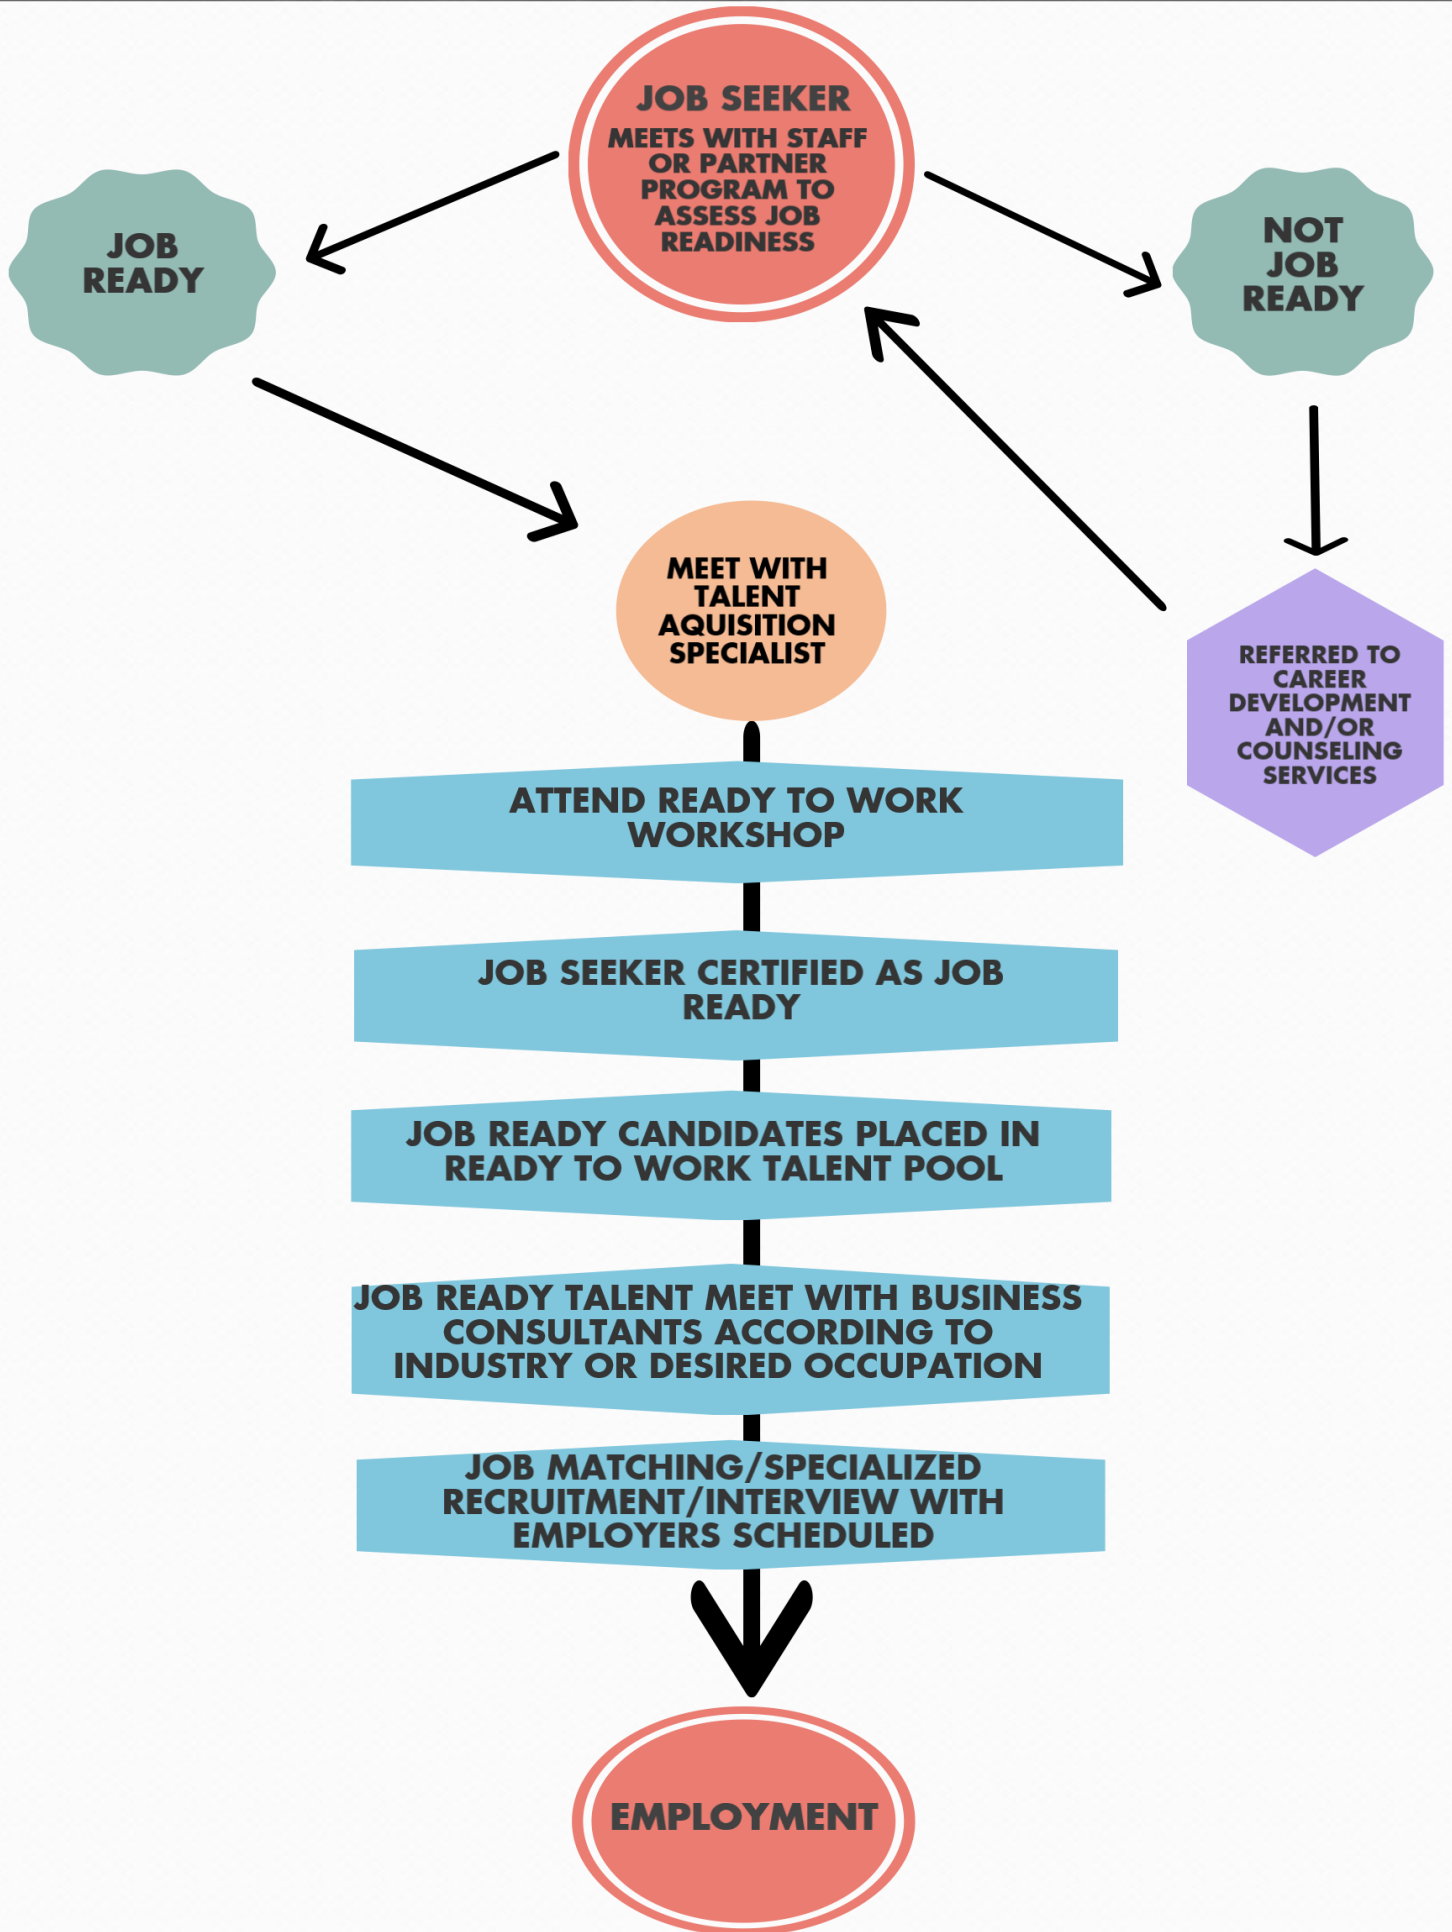 JOB SEEKER
MEETS WITH STAFF
OR PARTNER
PROGRAM TO
ASSESS JOB
READINESS
JOB
READY
NOT
JOB
READY
MEET WITH
TALENT
AQUISITION
SPECIALIST
REFERRED TO
CAREER
DEVELOPMENT
AND/OR
COUNSELING
SERVICES
ATTEND READY TO WORK
WORKSHOP
JOB SEEKER CERTIFIED AS JOB
READY
JOB READY CANDIDATES PLACED IN
READY TO WORK TALENT POOL
JOB READY TALENT MEET WITH BUSINESS
CONSULTANTS ACCORDING TO
INDUSTRY OR DESIRED OCCUPATION
JOB MATCHING/SPECIALIZED
RECRUITMENT/INTERVIEW WITH
EMPLOYERS SCHEDULED
EMPLOYMENT